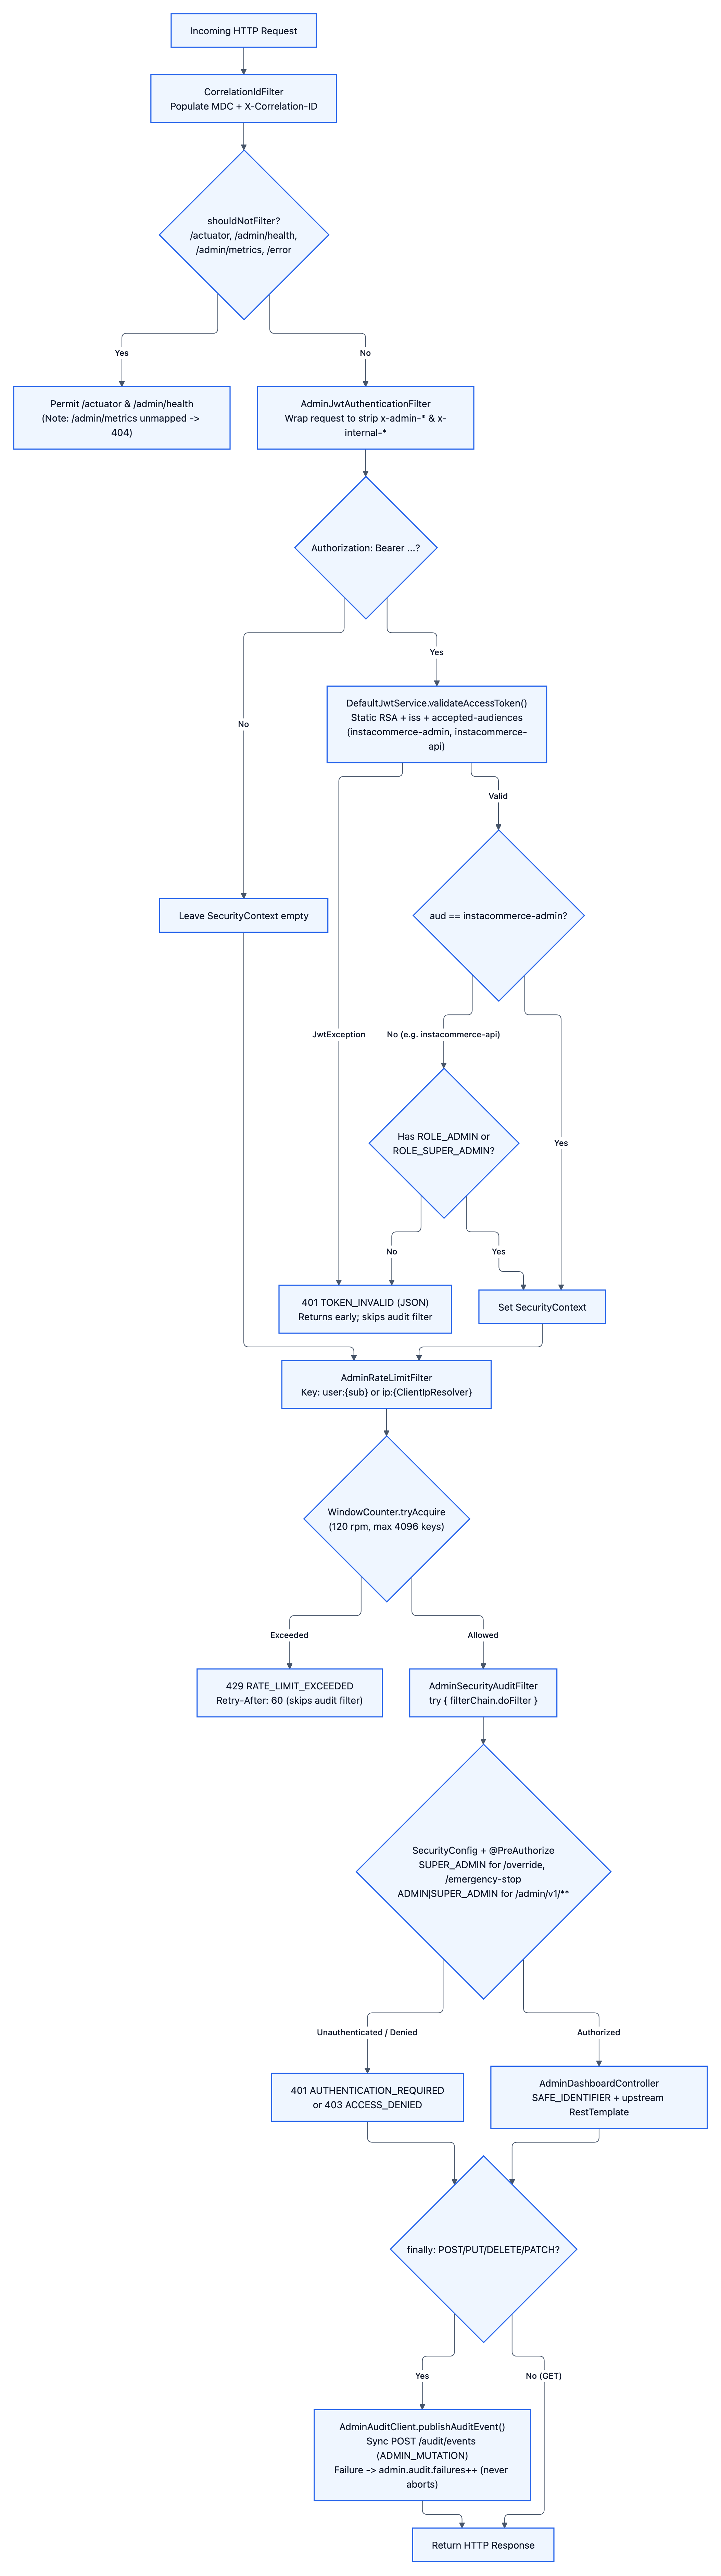 Incoming HTTP Request
CorrelationIdFilter
Populate MDC + X-Correlation-ID
shouldNotFilter?
/actuator, /admin/health,
/admin/metrics, /error
Yes
No
Permit /actuator & /admin/health
(Note: /admin/metrics unmapped ->
404)
AdminJwtAuthenticationFilter
Wrap request to strip x-admin-* & x-
internal-*
Authorization: Bearer ...?
Yes
DefaultJwtService.validateAccessToken()
Static RSA + iss + accepted-audiences
(instacommerce-admin, instacommerce-
api)
No
Valid
Leave SecurityContext empty
aud == instacommerce-admin?
JwtException
No (e.g. instacommerce-api)
Has ROLE_ADMIN or
ROLE_SUPER_ADMIN?
Yes
No
Yes
401 TOKEN_INVALID (JSON)
Returns early; skips audit filter
Set SecurityContext
AdminRateLimitFilter
Key: user:{sub} or ip:{ClientIpResolver}
WindowCounter.tryAcquire
(120 rpm, max 4096 keys)
Exceeded
Allowed
429 RATE_LIMIT_EXCEEDED
Retry-After: 60 (skips audit filter)
AdminSecurityAuditFilter
try { filterChain.doFilter }
SecurityConfig + @PreAuthorize
SUPER_ADMIN for /override,
/emergency-stop
ADMIN|SUPER_ADMIN for /admin/v1/**
Unauthenticated / Denied
Authorized
401 AUTHENTICATION_REQUIRED
or 403 ACCESS_DENIED
AdminDashboardController
SAFE_IDENTIFIER + upstream
RestTemplate
finally: POST/PUT/DELETE/PATCH?
Yes
No (GET)
AdminAuditClient.publishAuditEvent()
Sync POST /audit/events
(ADMIN_MUTATION)
Failure -> admin.audit.failures++ (never
aborts)
Return HTTP Response